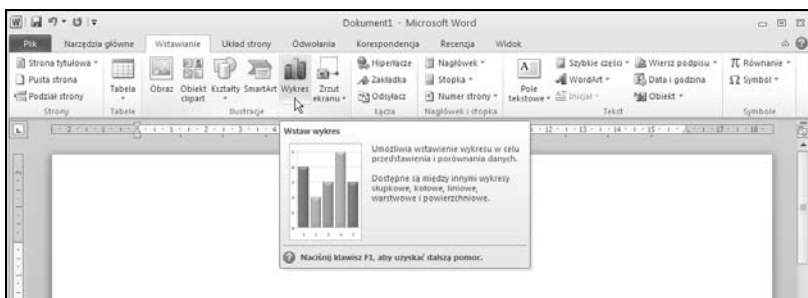 Dokument1 - Microsoft Word
Plik Narzędzia główne Wstawianie Układ strony Odwołania Korespondencja Recenzja Widok
Strona tytułowa
Pusta strona
Podział strony
Strony
Tabela
Tabele
Obraz Obiekt clipart Kształty SmartArt Wykres Zrzut ekranu
Ilustracje
Hiperłącze
Zakładka
Odsyłacz
Łącza
Nagłówek
Stopka
Numer strony
Nagłówek i stopka
Pole tekstowe
Szybkie części
WordArt
Inicjał
Wiersz podpisu
Data i godzina
Obiekt
Tekst
Równanie
Symbol
Symbole
Wstaw wykres
Umożliwia wstawienie wykresu w celu
przedstawienia i porównania danych.
Dostępne są między innymi wykresy
słupkowe, kołowe, liniowe,
warstwowe i powierzchniowe.
Naciśnij klawisz F1, aby uzyskać dalszą pomoc.